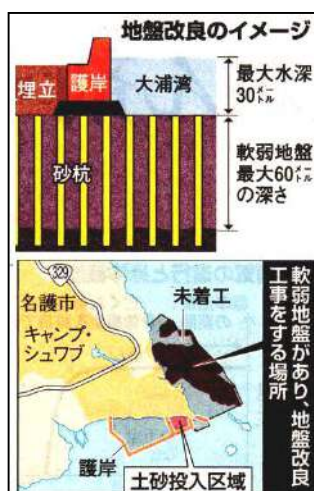 地盤改良のイメージ
埋立
護岸
大浦湾
最大水深
30メートル
砂杭
軟弱地盤
最大60メートル
の深さ
329
名護市
キャンプ・
シュワブ
未着工
軟弱地盤があり、地盤改良
工事をする場所
護岸
土砂投入区域